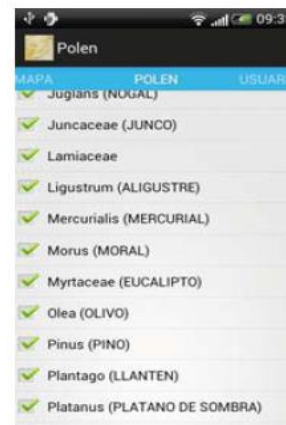 09:3
Polen
MAPA POLEN USUAR
Juglans (NOGAL)
Juncaceae (JUNCO)
Lamiaceae
Ligustrum (ALIGUSTRE)
Mercurialis (MERCURIAL)
Morus (MORAL)
Myrtaceae (EUCALIPTO)
Olea (OLIVO)
Pinus (PINO)
Plantago (LLANTEN)
Platanus (PLATANO DE SOMBRA)